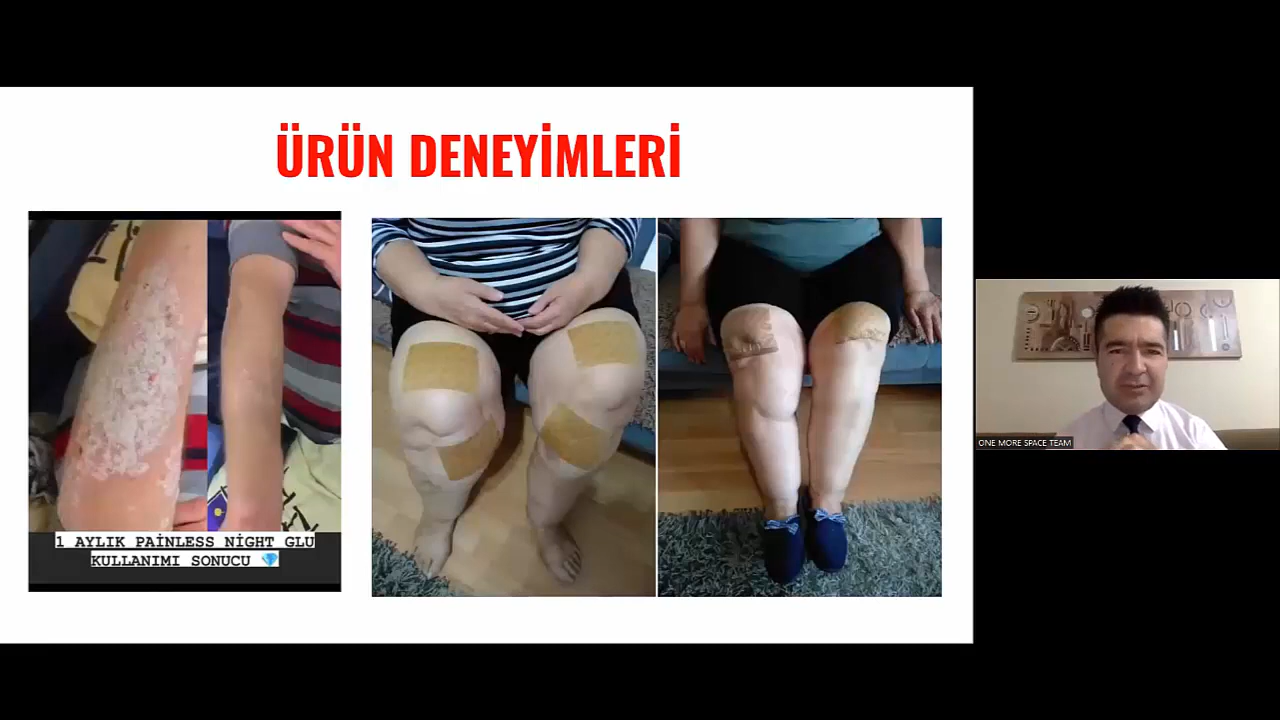 ÜRÜN DENEYİMLERİ
1 AYLIK PAİNLESS NİGHT GLU
KULLANIMI SONUCU
ONE MORE SPACE TEAM